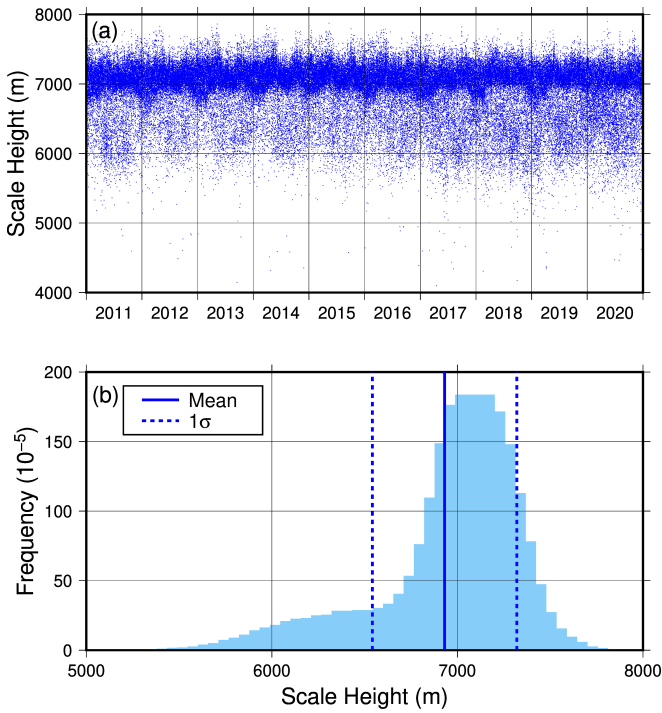 (a)
Scale Height (m)
8000
7000
6000
5000
4000
2011 2012 2013 2014 2015 2016 2017 2018 2019 2020
(b)
Mean
1σ
Frequency (10⁻⁵)
200
150
100
50
0
5000 6000 7000 8000
Scale Height (m)